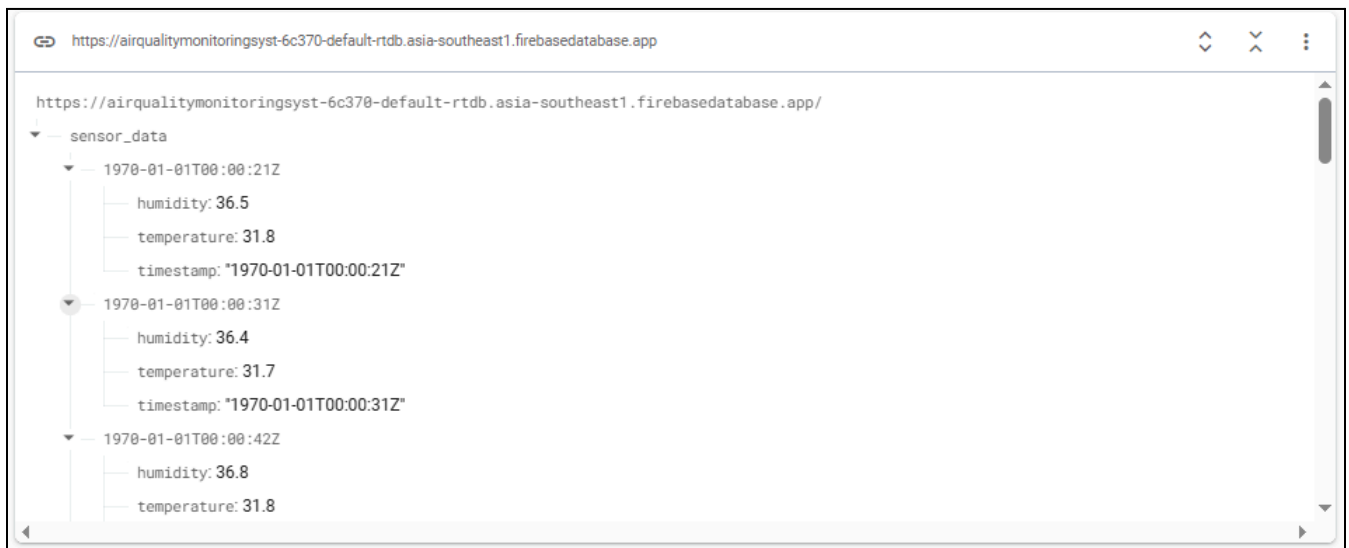 https://airqualitymonitoringsyst-6c370-default-rtdb.asia-southeast1.firebasedatabase.app
https://airqualitymonitoringsyst-6c370-default-rtdb.asia-southeast1.firebasedatabase.app/
sensor_data
1970-01-01T00:00:21Z
humidity: 36.5
temperature: 31.8
timestamp: "1970-01-01T00:00:21Z"
1970-01-01T00:00:31Z
humidity: 36.4
temperature: 31.7
timestamp: "1970-01-01T00:00:31Z"
1970-01-01T00:00:42Z
humidity: 36.8
temperature: 31.8